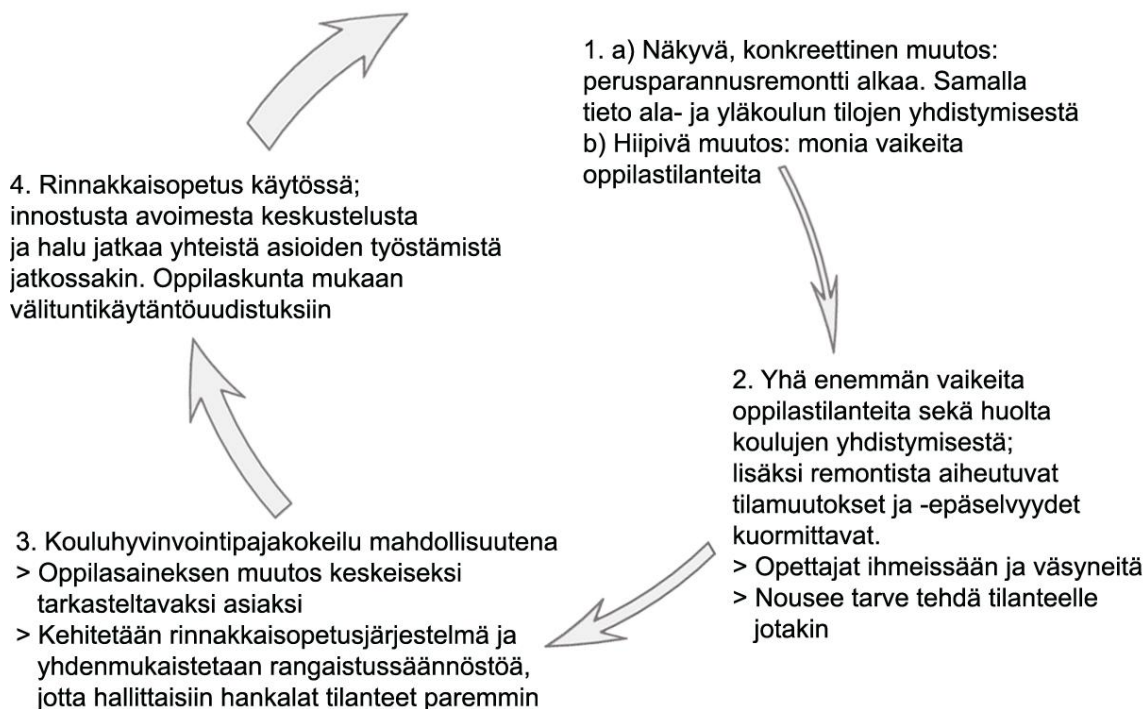 1. a) Näkyvä, konkreettinen muutos:
perusparannusremontti alkaa. Samalla
tieto ala- ja yläkoulun tilojen yhdistymisestä
b) Hiipivä muutos: monia vaikeita
oppilastilanteita
2. Yhä enemmän vaikeita
oppilastilanteita sekä huolta
koulujen yhdistymisestä;
lisäksi remontista aiheutuvat
tilamuutokset ja -epäselvyydet
kuormittavat.
> Opettajat ihmeissään ja väsyneitä
> Nousee tarve tehdä tilanteelle
jotakin
3. Kouluhyvinvointipajakokeilu mahdollisuutena
> Oppilasaineksen muutos keskeiseksi
tarkasteltavaksi asiaksi
> Kehitetään rinnakkaisopetusjärjestelmä ja
yhdenmukaistetaan rangaistussäännöstöä,
jotta hallittaisiin hankalat tilanteet paremmin
4. Rinnakkaisopetus käytössä;
innostusta avoimesta keskustelusta
ja halu jatkaa yhteistä asioiden työstämistä
jatkossakin. Oppilaskunta mukaan
välituntikäytäntöuudistuksiin